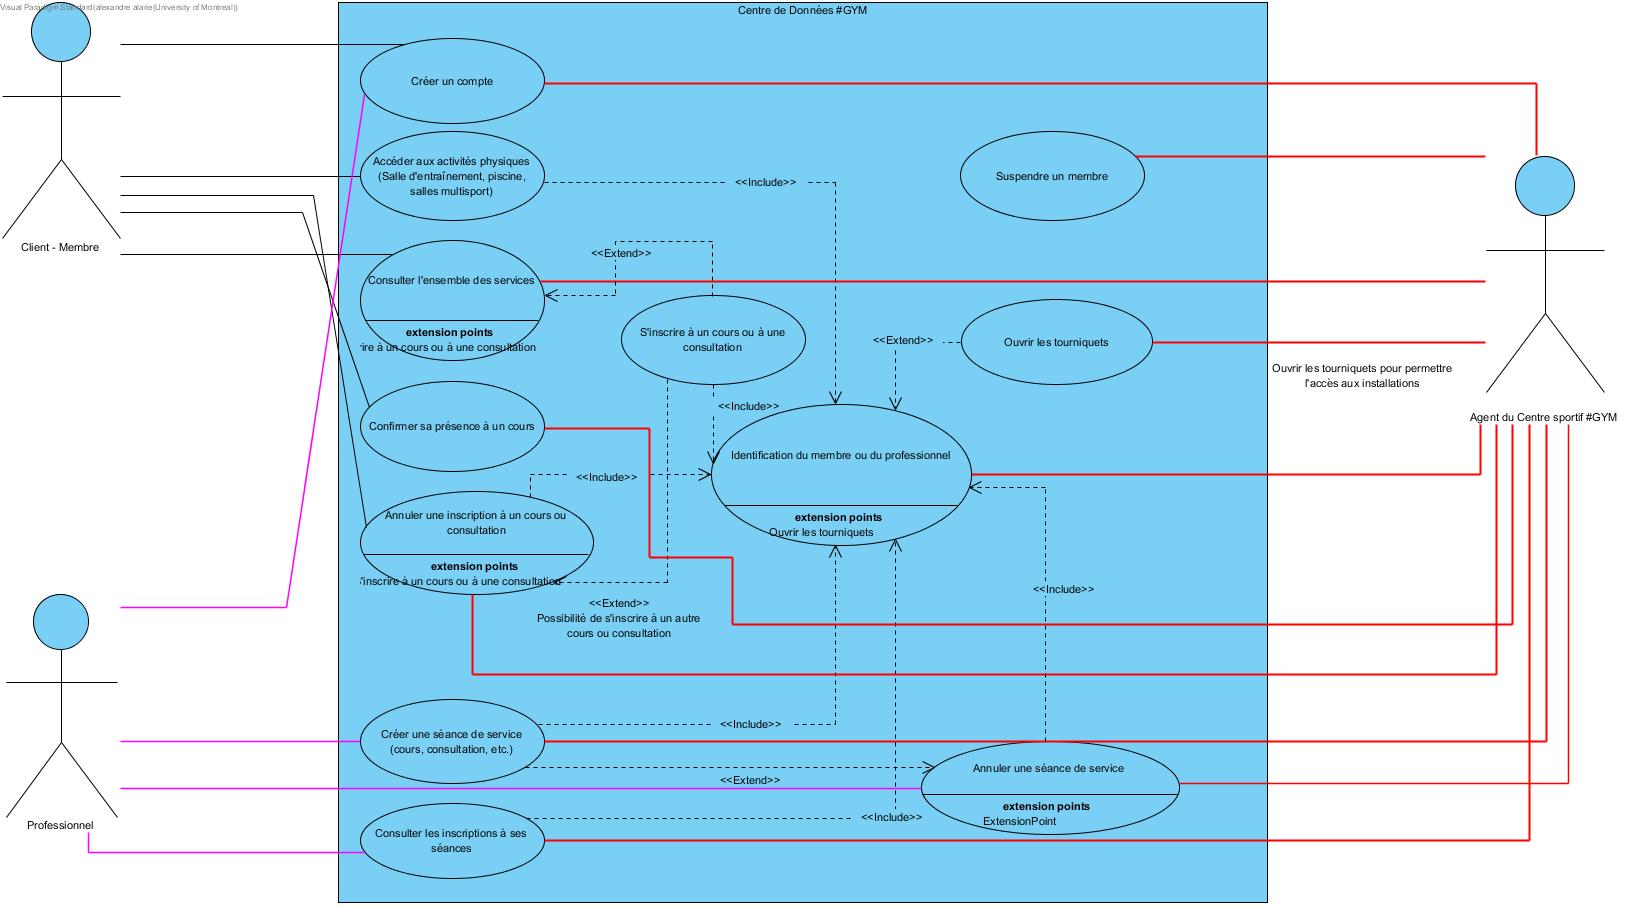 Visual Paradigm Standard(alexandre alarie(University of Montreal))
Centre de Données #GYM
Créer un compte
Accéder aux activités physiques
(Salle d'entraînement, piscine,
salles multisport)
<<Include>>
Suspendre un membre
Client - Membre
<<Extend>>
Consulter l'ensemble des services
extension points
rire à un cours ou à une consultation
S'inscrire à un cours ou à une
consultation
<<Extend>>
Ouvrir les tourniquets
Ouvrir les tourniquets pour permettre
l'accès aux installations
<<Include>>
Agent du Centre sportif #GYM
Confirmer sa présence à un cours
Identification du membre ou du professionnel
extension points
Ouvrir les tourniquets
<<Include>>
Annuler une inscription à un cours ou
consultation
extension points
'inscrire à un cours ou à une consultation
<<Extend>>
Possibilité de s'inscrire à un autre
cours ou consultation
<<Include>>
Créer une séance de service
(cours, consultation, etc.)
<<Include>>
Annuler une séance de service
extension points
ExtensionPoint
<<Extend>>
<<Include>>
Professionnel
Consulter les inscriptions à ses
séances